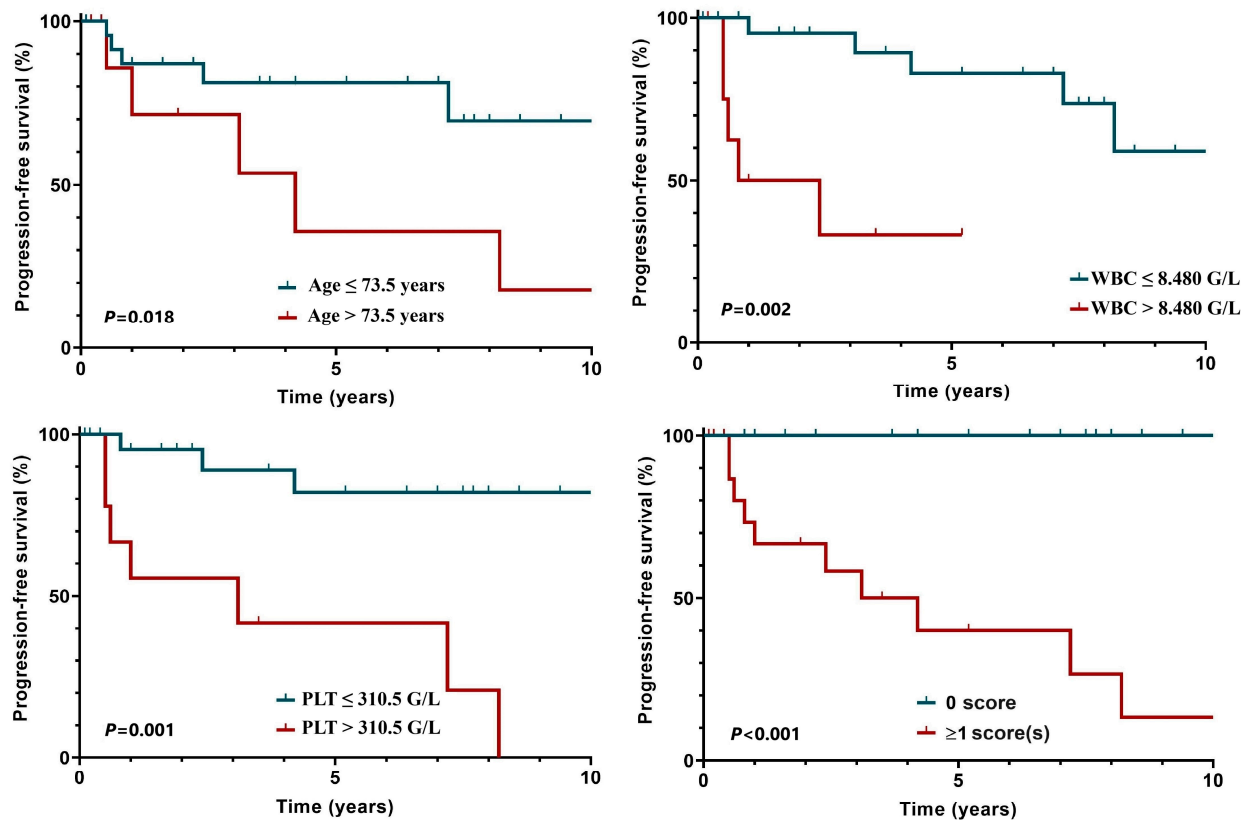 Progression-free survival (%)
100
50
0
0 5 10
Time (years)
Age ≤ 73.5 years
Age > 73.5 years
P=0.018
Progression-free survival (%)
100
50
0
0 5 10
Time (years)
WBC ≤ 8.480 G/L
WBC > 8.480 G/L
P=0.002
Progression-free survival (%)
100
50
0
0 5 10
Time (years)
PLT ≤ 310.5 G/L
PLT > 310.5 G/L
P=0.001
Progression-free survival (%)
100
50
0
0 5 10
Time (years)
0 score
≥1 score(s)
P<0.001